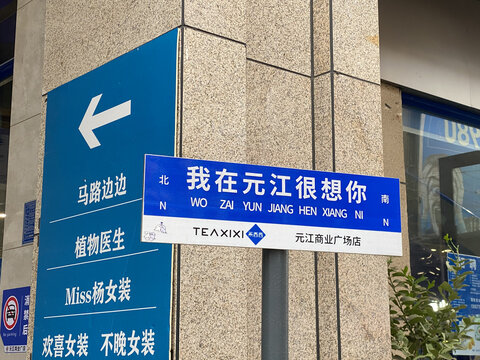 马路边边
植物医生
Miss杨女装
欢喜女装 不晚女装
北
N
我在元江很想你
WO ZAI YUN JIANG HEN XIANG NI
南
N
TEAXIXI 茶西西 元江商业广场店